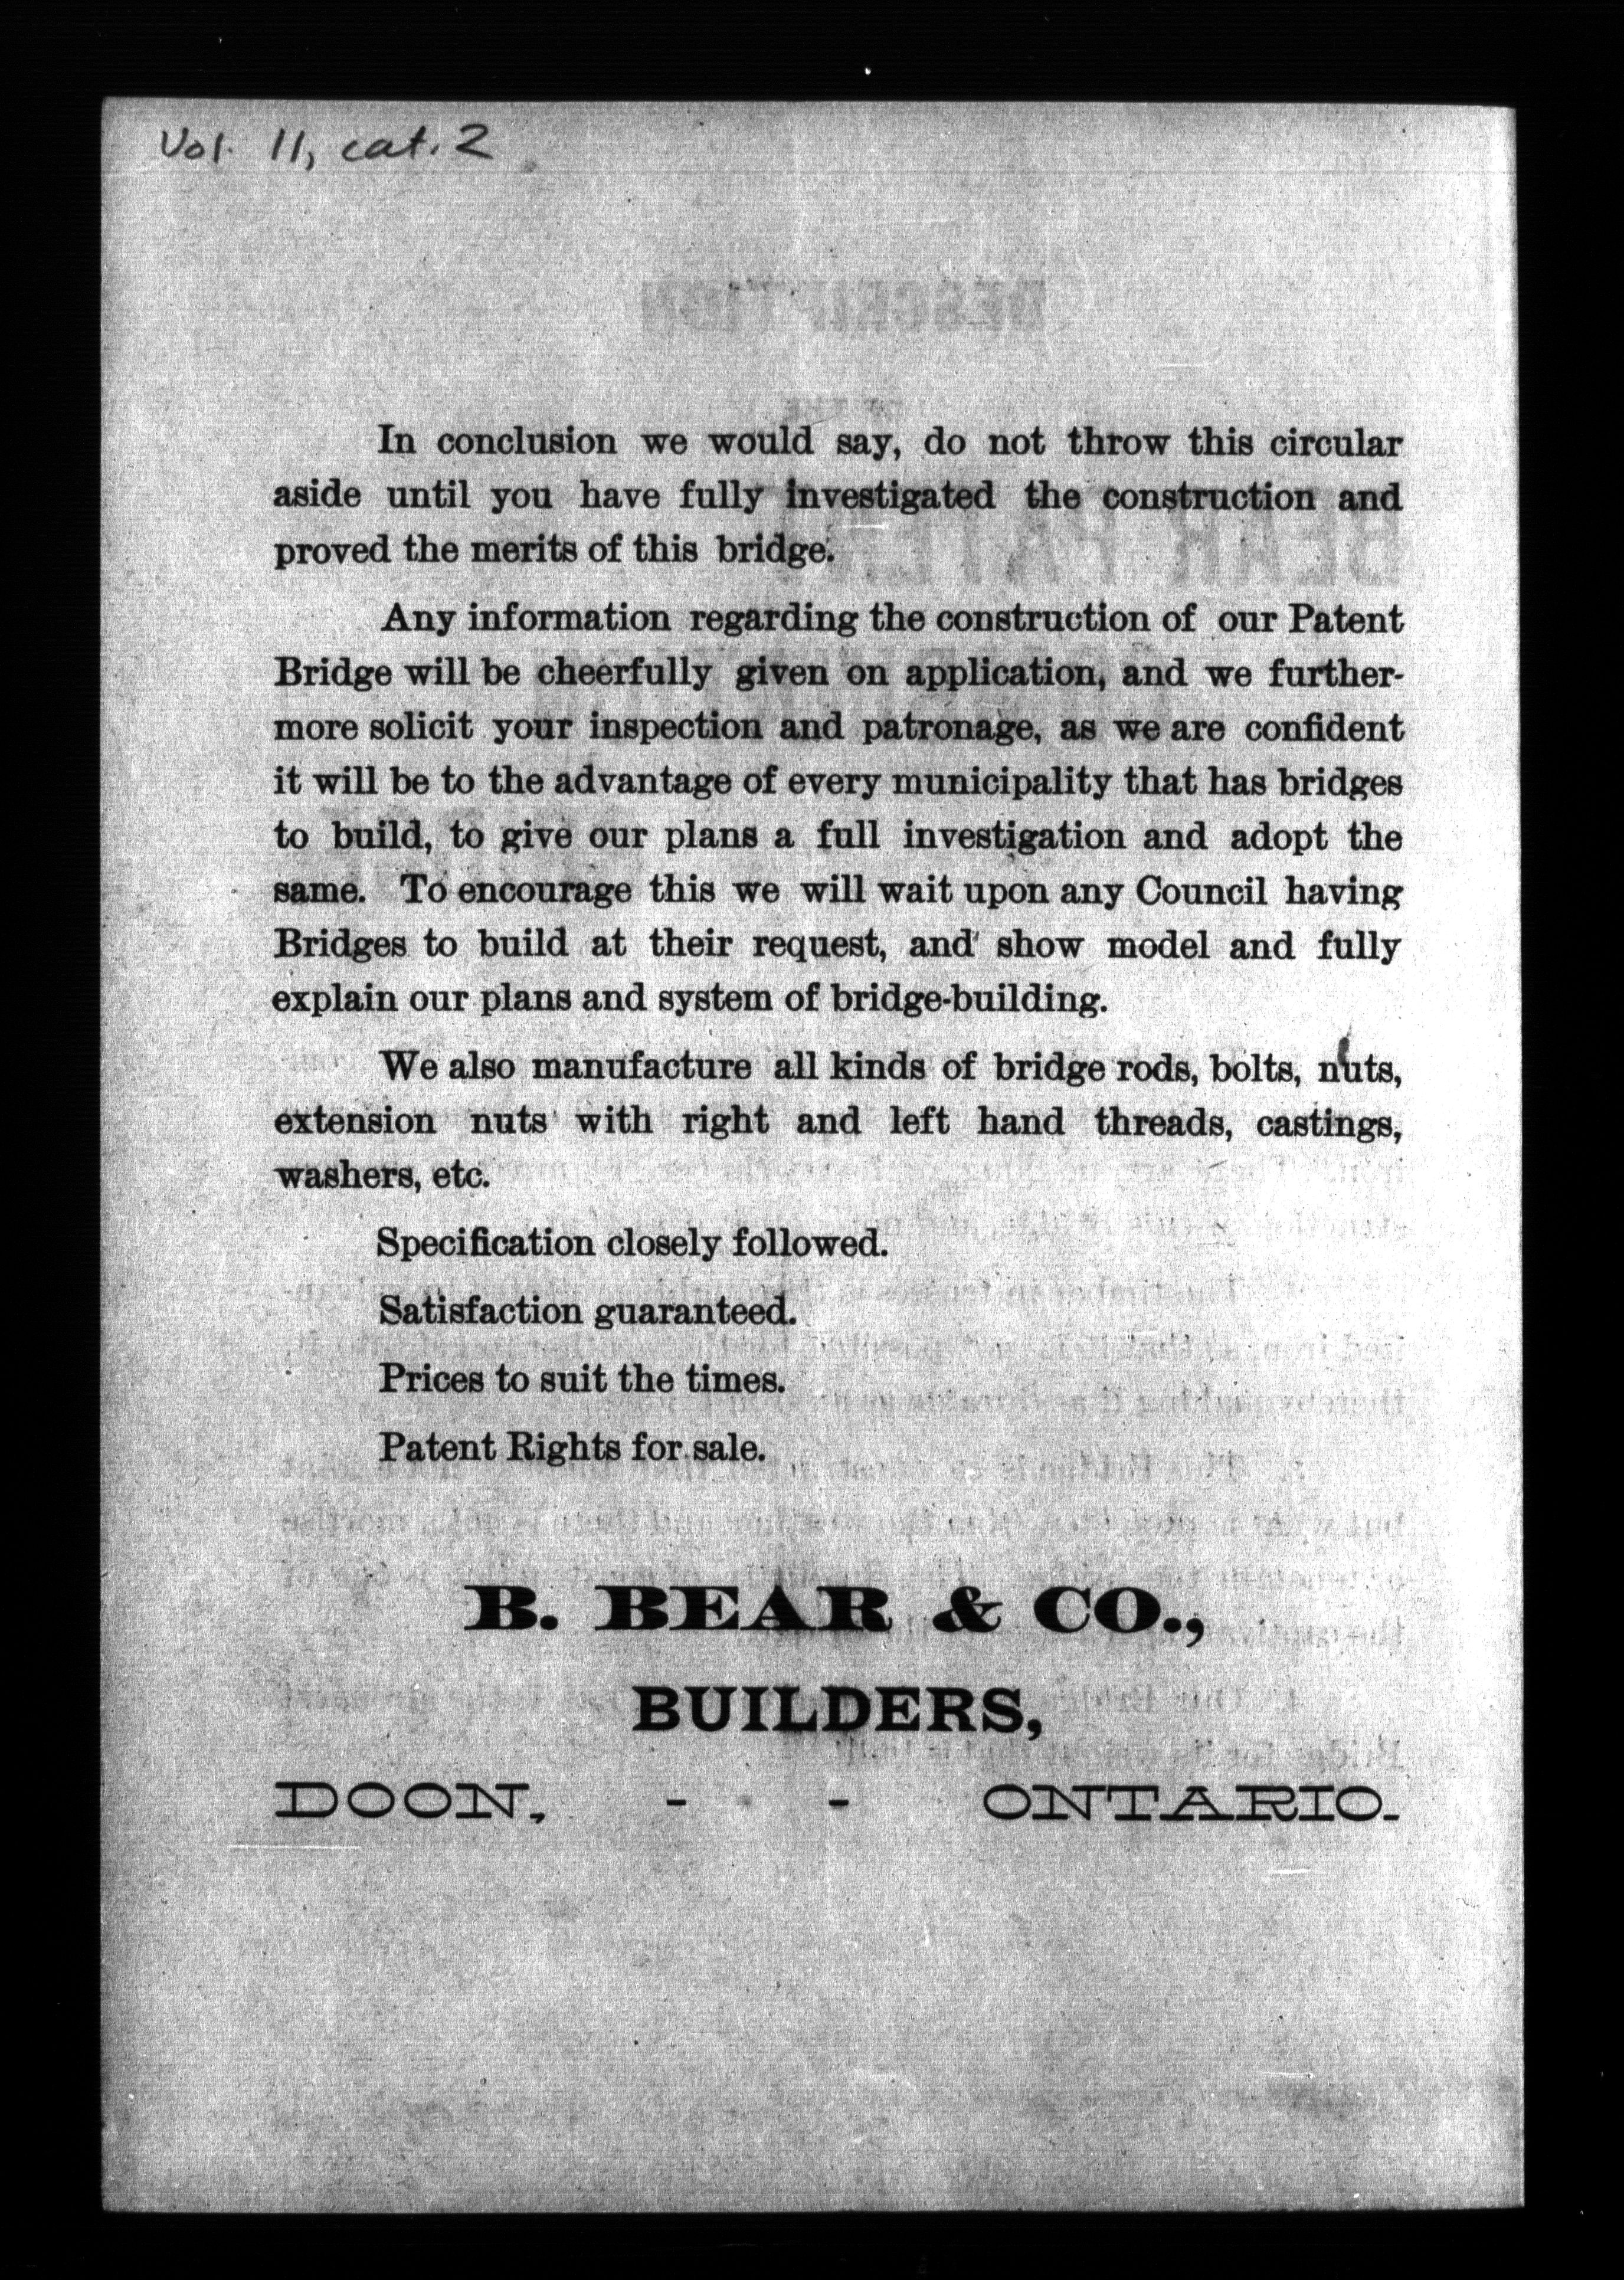 Vol. 11, cat. 2
In conclusion we would say, do not throw this circular
aside until you have fully investigated the construction and
proved the merits of this bridge.
Any information regarding the construction of our Patent
Bridge will be cheerfully given on application, and we further-
more solicit your inspection and patronage, as we are confident
it will be to the advantage of every municipality that has bridges
to build, to give our plans a full investigation and adopt the
same. To encourage this we will wait upon any Council having
Bridges to build at their request, and show model and fully
explain our plans and system of bridge-building.
We also manufacture all kinds of bridge rods, bolts, nuts,
extension nuts with right and left hand threads, castings,
washers, etc.
Specification closely followed.
Satisfaction guaranteed.
Prices to suit the times.
Patent Rights for sale.
B. BEAR & CO.,
BUILDERS,
DOON, - - ONTARIO.